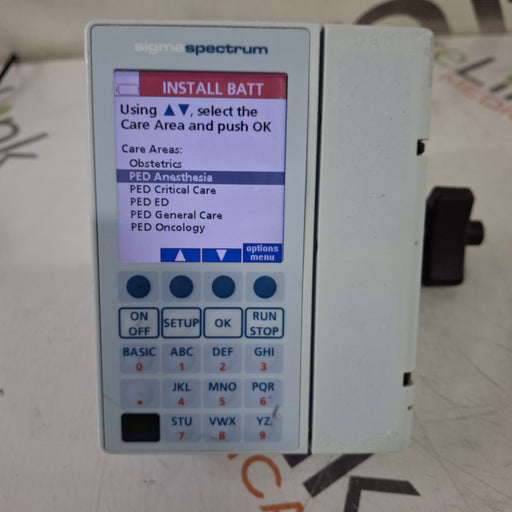 sigma spectrum
INSTALL BATT
Using ▲▼, select the
Care Area and push OK
Care Areas:
Obstetrics
PED Anesthesia
PED Critical Care
PED ED
PED General Care
PED Oncology
options
menu
ON
OFF
SETUP
OK
RUN
STOP
BASIC ABC DEF GHI
0 1 2 3
JKL MNO PQR
. 4 5 6
STU VWX YZ
7 8 9